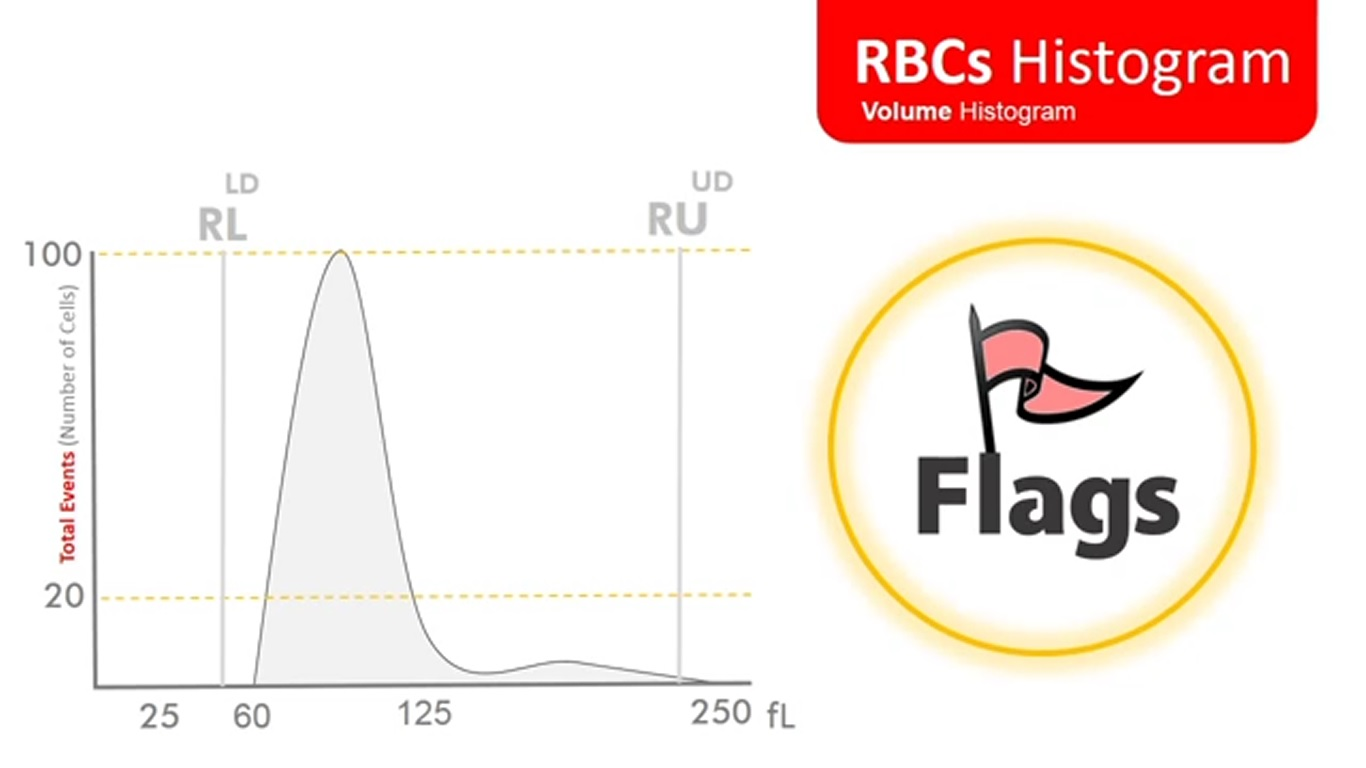 RBCs Histogram
Volume Histogram
LD
RL
UD
RU
100
Total Events (Number of Cells)
20
25 60 125 250 fL
Flags